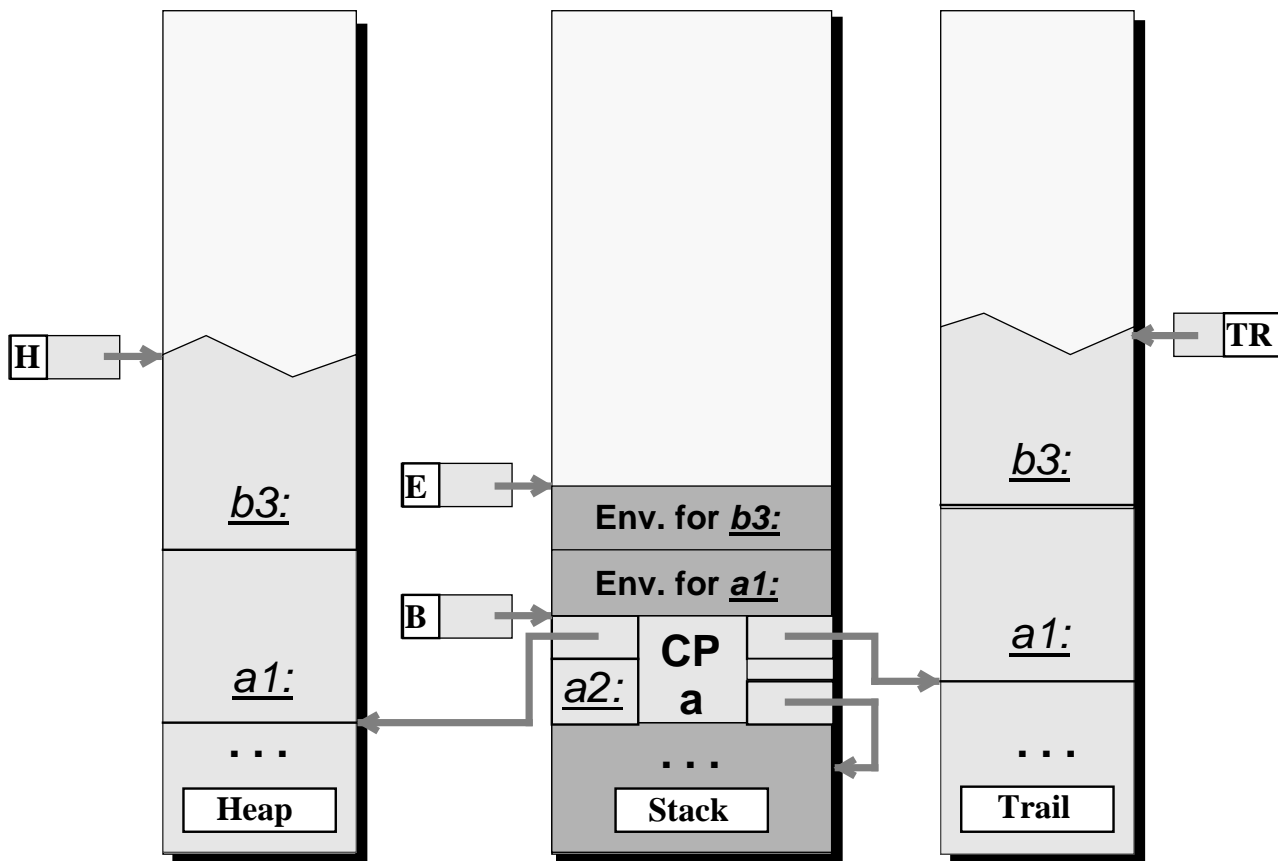 H
b3:
a1:
. . .
Heap
E
B
Env. for b3:
Env. for a1:
CP
a
a2:
. . .
Stack
TR
b3:
a1:
. . .
Trail